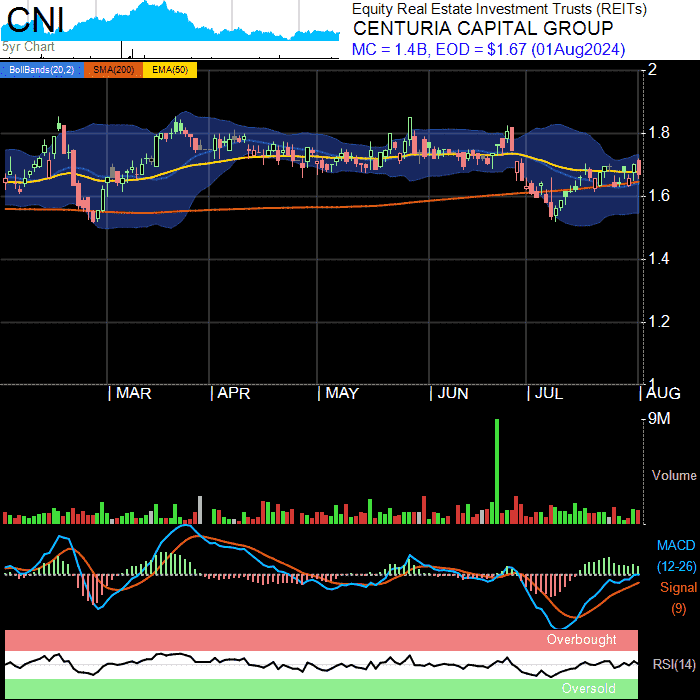 CNI
5yr Chart
Equity Real Estate Investment Trusts (REITs)
CENTURIA CAPITAL GROUP
MC = 1.4B, EOD = $1.67 (01Aug2024)
BollBands(20,2) SMA(200) EMA(50)
2
1.8
1.6
1.4
1.2
1
MAR APR MAY JUN JUL AUG
9M
Volume
MACD
(12-26)
Signal
(9)
Overbought
RSI(14)
Oversold